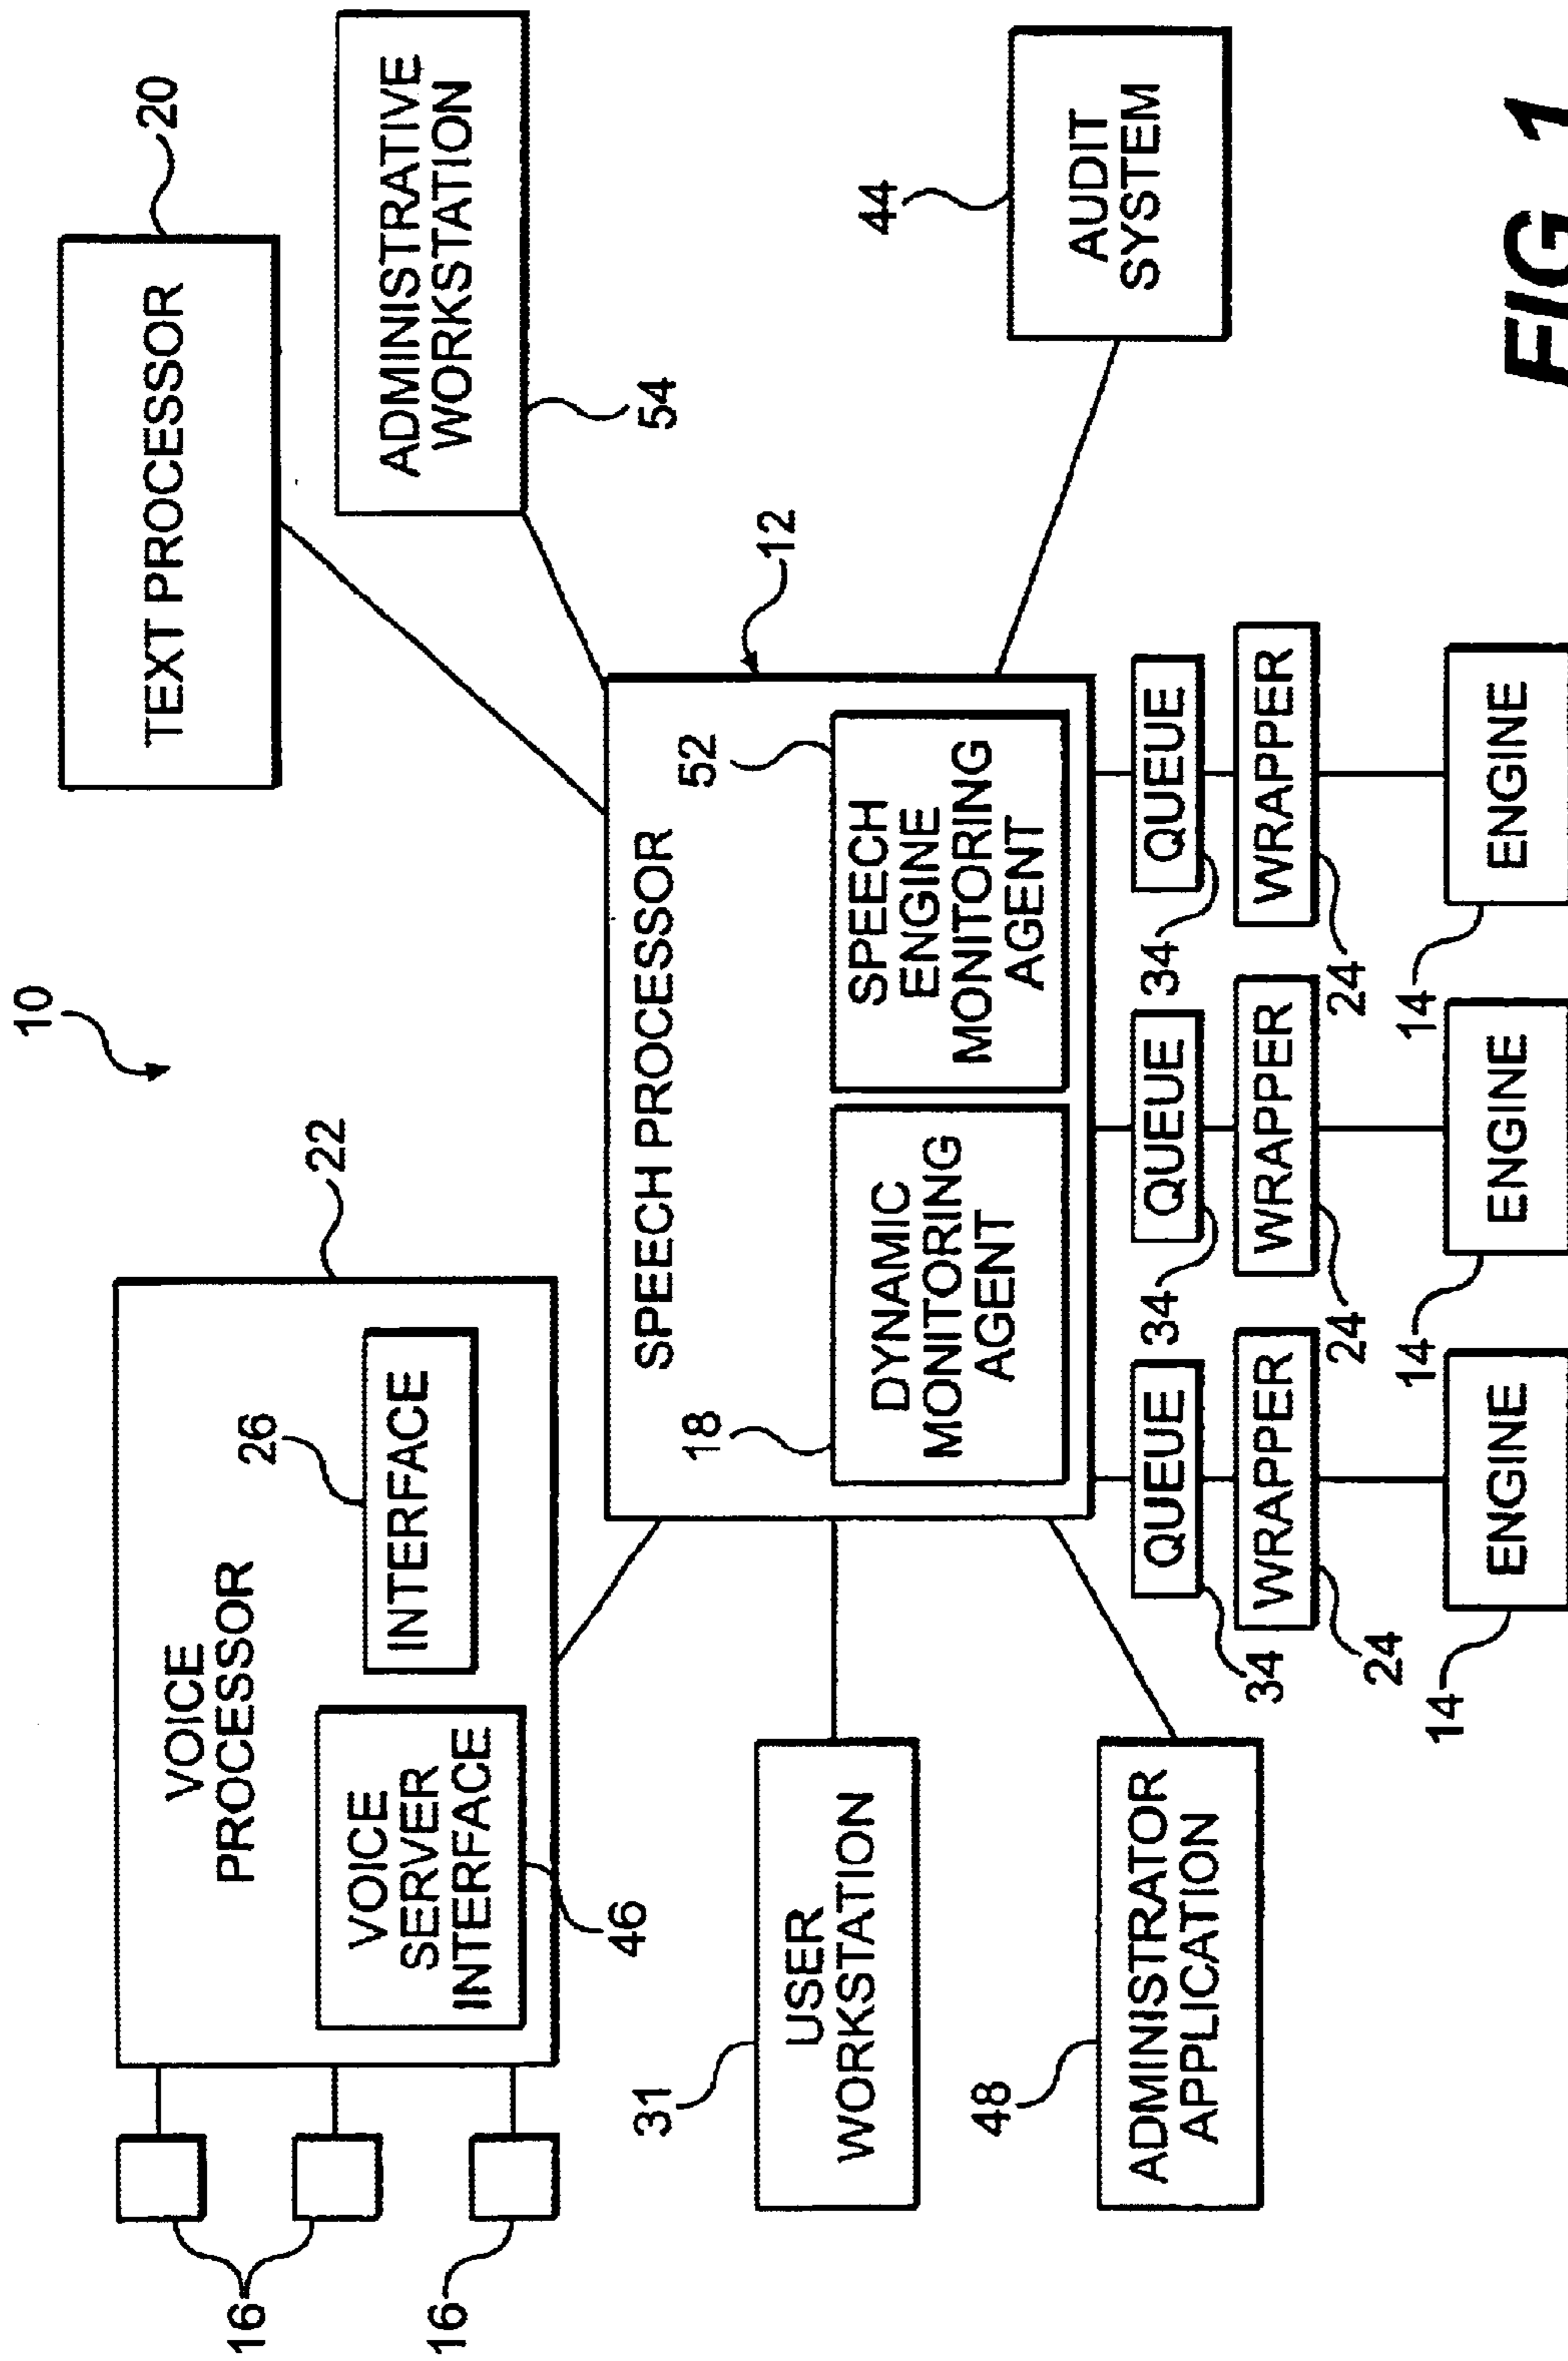 10
16
16
VOICE
PROCESSOR
22
VOICE
SERVER
INTERFACE
46
26
INTERFACE
TEXT PROCESSOR
20
ADMINISTRATIVE
WORKSTATION
54
12
SPEECH PROCESSOR
18
DYNAMIC
MONITORING
AGENT
52
SPEECH
ENGINE
MONITORING
AGENT
31
USER
WORKSTATION
48
ADMINISTRATOR
APPLICATION
44
AUDIT
SYSTEM
QUEUE
34
QUEUE
34
QUEUE
34
WRAPPER
24
WRAPPER
24
WRAPPER
24
14
ENGINE
14
ENGINE
14
ENGINE
FIG 1